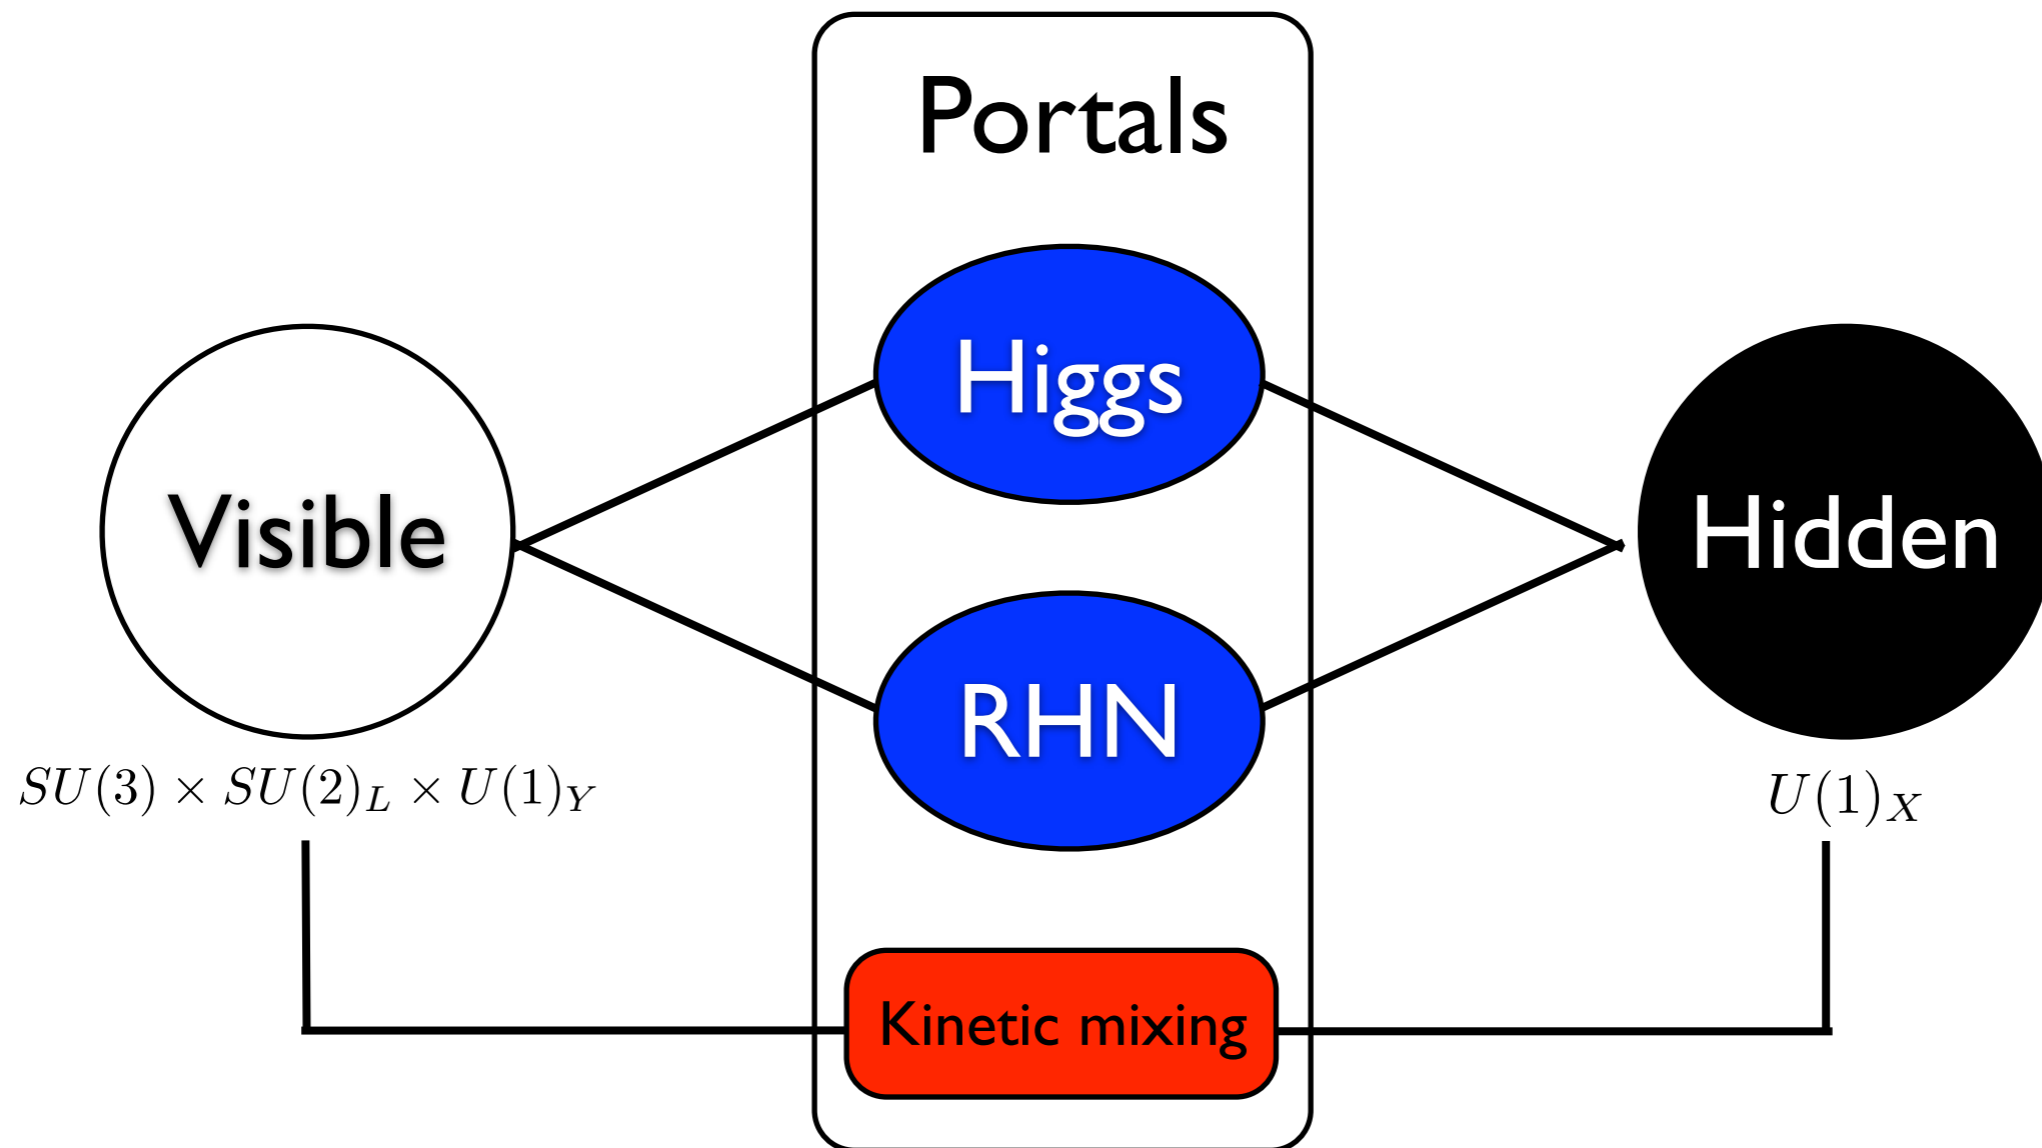 Portals
Higgs
Visible
Hidden
RHN
SU(3) × SU(2)_L × U(1)_Y
U(1)_X
Kinetic mixing